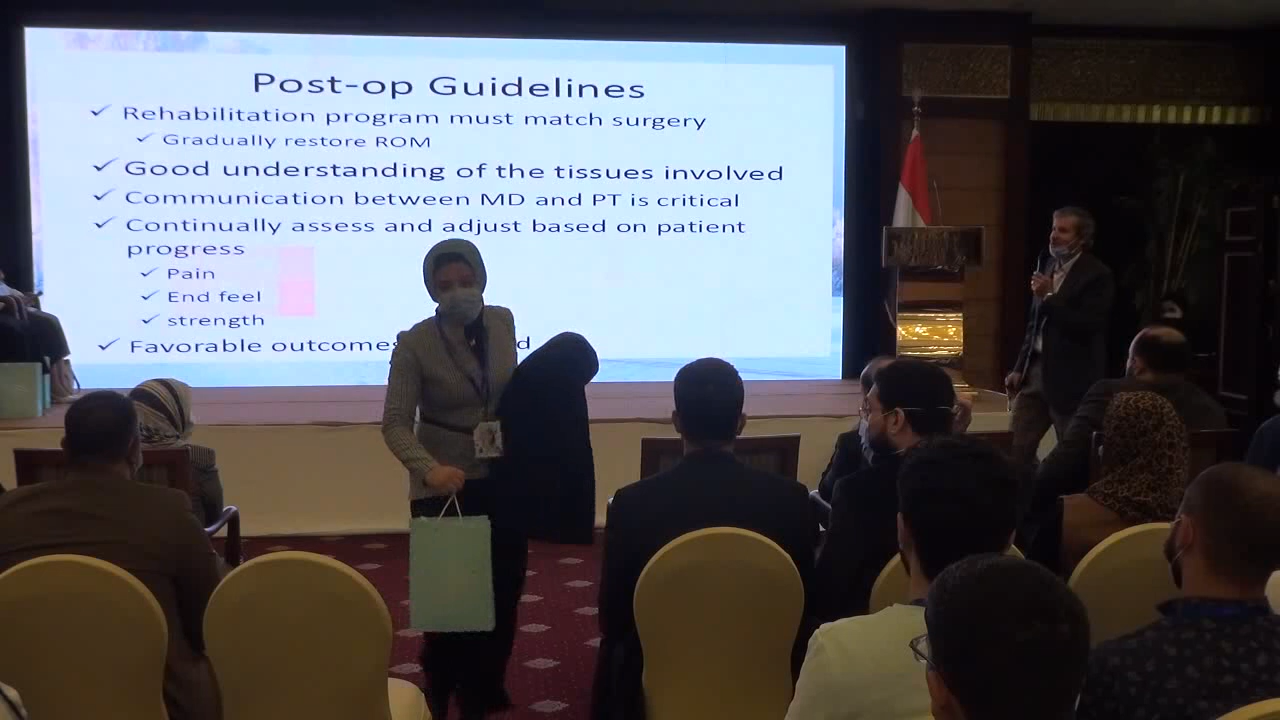 Post-op Guidelines
✓ Rehabilitation program must match surgery
✓ Gradually restore ROM
✓ Good understanding of the tissues involved
✓ Communication between MD and PT is critical
✓ Continually assess and adjust based on patient
progress
✓ Pain
✓ End feel
✓ strength
✓ Favorable outcomes